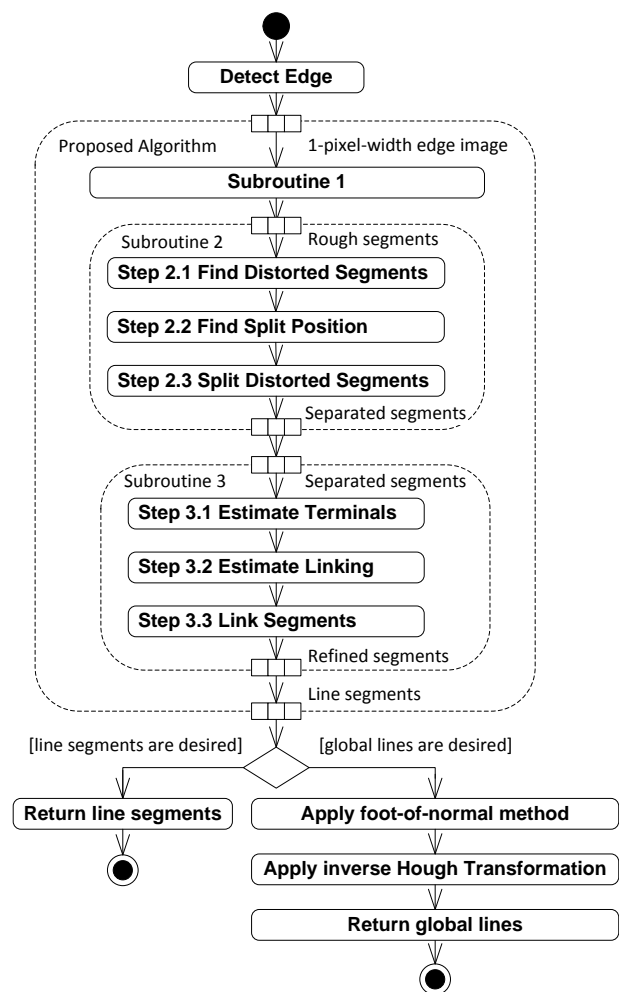 Detect Edge
Proposed Algorithm
1-pixel-width edge image
Subroutine 1
Subroutine 2
Rough segments
Step 2.1 Find Distorted Segments
Step 2.2 Find Split Position
Step 2.3 Split Distorted Segments
Separated segments
Subroutine 3
Separated segments
Step 3.1 Estimate Terminals
Step 3.2 Estimate Linking
Step 3.3 Link Segments
Refined segments
Line segments
[line segments are desired]
[global lines are desired]
Return line segments
Apply foot-of-normal method
Apply inverse Hough Transformation
Return global lines